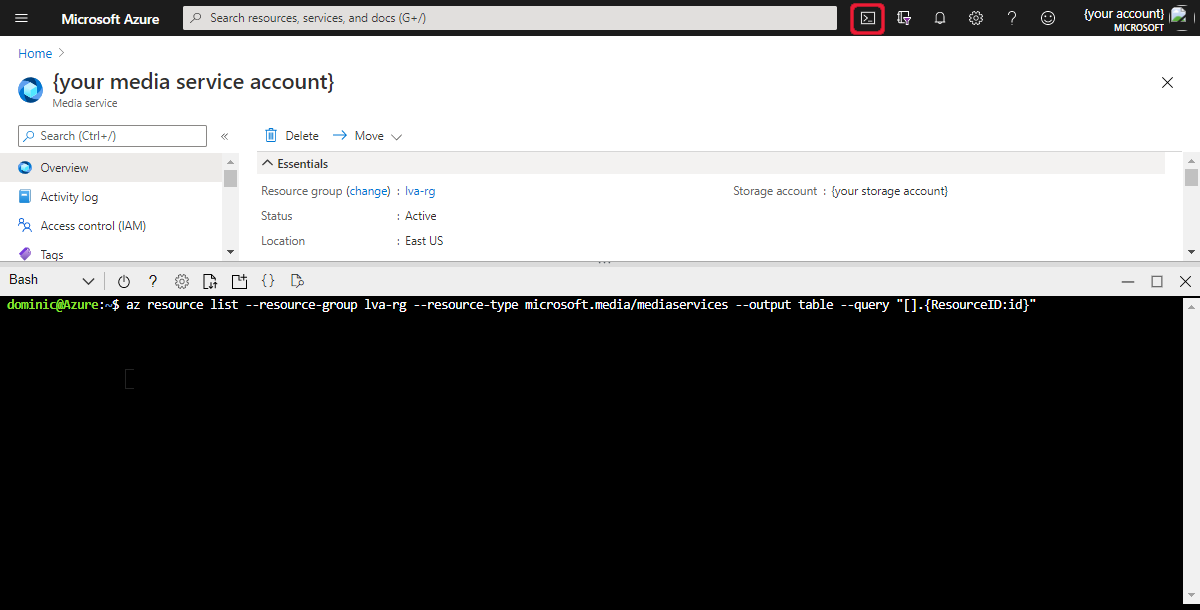 Microsoft Azure
Search resources, services, and docs (G+/)
{your account}
MICROSOFT
Home
{your media service account}
Media service
Search (Ctrl+/)
«
Delete
Move
Overview
Activity log
Access control (IAM)
Tags
Essentials
Resource group (change) : lva-rg
Storage account : {your storage account}
Status : Active
Location : East US
Bash
dominic@Azure:~$ az resource list --resource-group lva-rg --resource-type microsoft.media/mediaservices --output table --query "[].{ResourceID:id}"